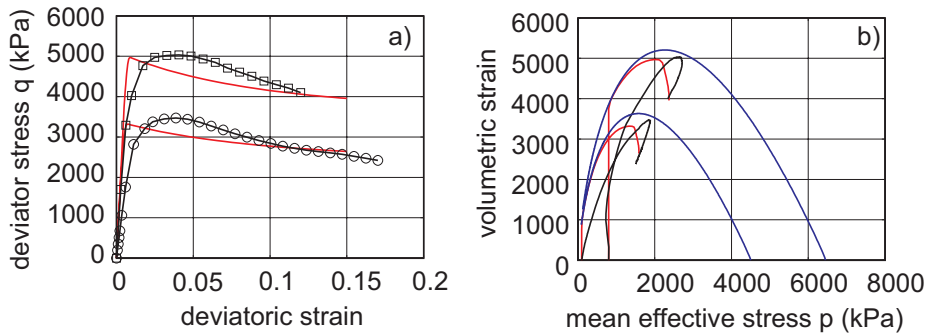 a)
deviator stress q (kPa)
6000
5000
4000
3000
2000
1000
0
0 0.05 0.1 0.15 0.2
deviatoric strain
b)
volumetric strain
6000
5000
4000
3000
2000
1000
0
0 2000 4000 6000 8000
mean effective stress p (kPa)